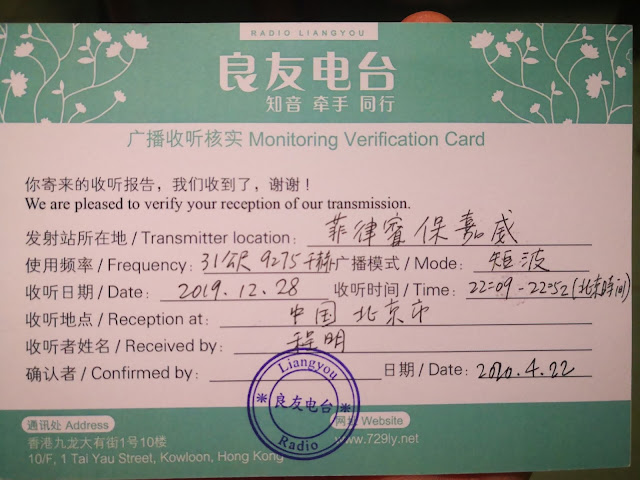 RADIO LIANGYOU
良友电台
知音 牵手 同行
广播收听核实 Monitoring Verification Card
你寄来的收听报告，我们收到了，谢谢！
We are pleased to verify your reception of our transmission.
发射站所在地 / Transmitter location: 菲律賓保嘉威
使用频率 / Frequency: 31公尺 9275千赫 广播模式 / Mode: 短波
收听日期 / Date: 2019.12.28 收听时间 / Time: 22:09-22:52(北京时间)
收听地点 / Reception at: 中国 北京市
收听者姓名 / Received by: 程明
确认者 / Confirmed by: 日期 / Date: 2020.4.22
Liangyou
良友电台
Radio
通讯处 Address 网址 Website
香港九龙大有街1号10楼 www.729ly.net
10/F, 1 Tai Yau Street, Kowloon, Hong Kong